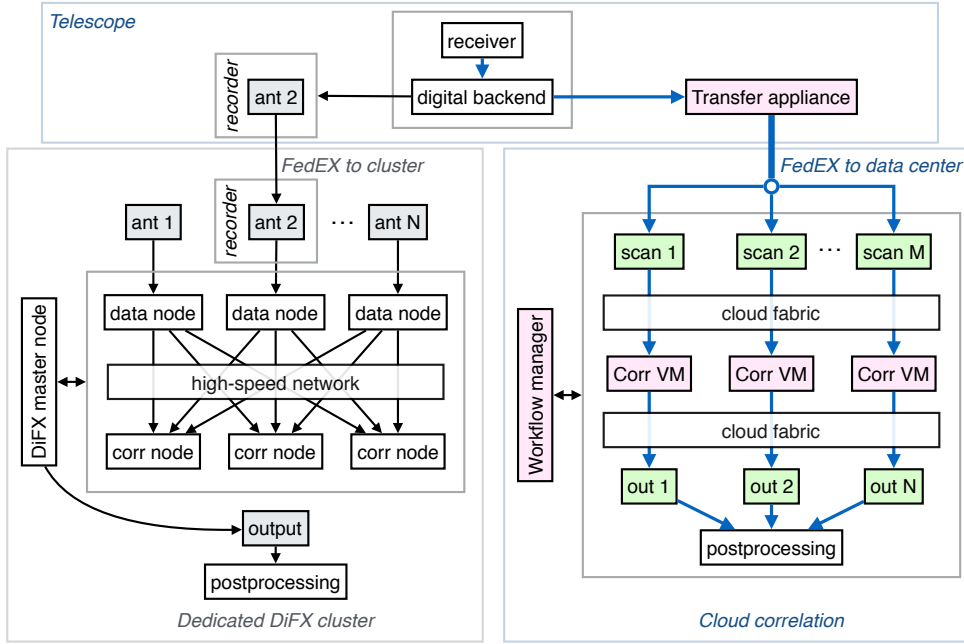 Telescope
receiver
digital backend
recorder
ant 2
Transfer appliance
FedEX to cluster
FedEX to data center
ant 1
recorder
ant 2
...
ant N
scan 1
scan 2
...
scan M
data node
data node
data node
cloud fabric
DiFX master node
high-speed network
Workflow manager
Corr VM
Corr VM
Corr VM
cloud fabric
corr node
corr node
corr node
out 1
out 2
out N
output
postprocessing
postprocessing
Dedicated DiFX cluster
Cloud correlation